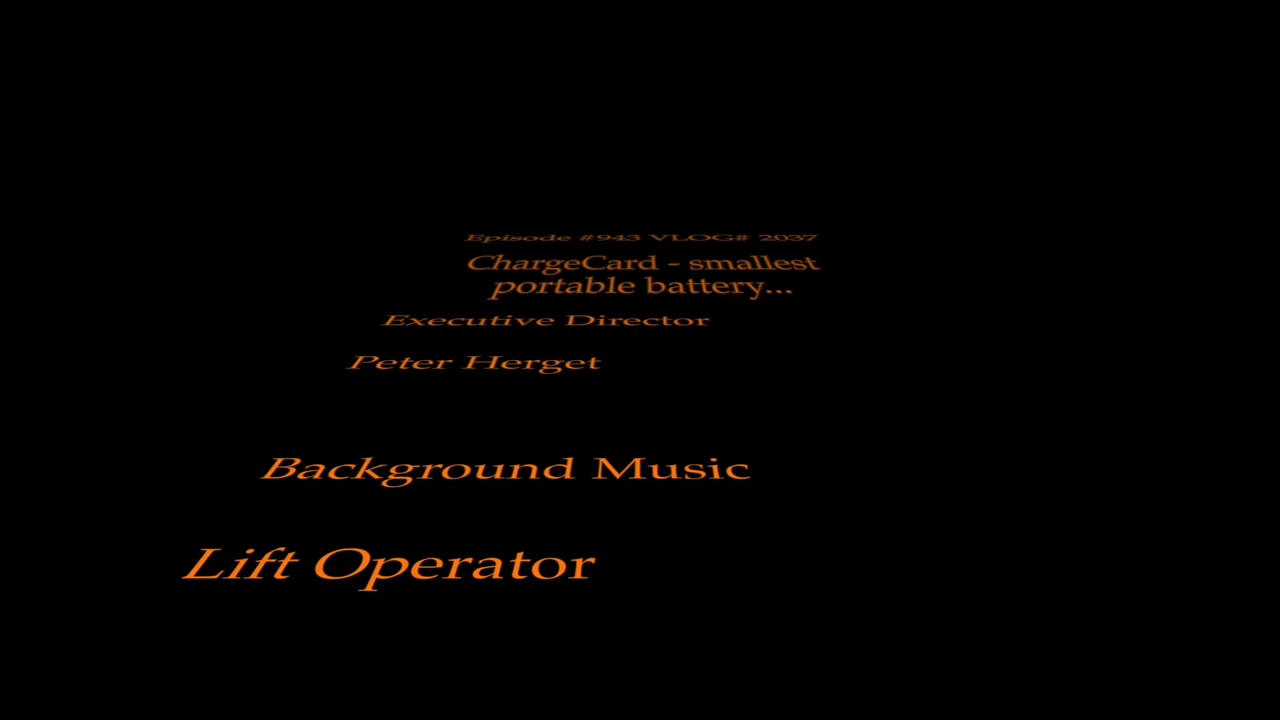 Episode #943 VLOG# 2037
ChargeCard - smallest
portable battery...
Executive Director
Peter Herget
Background Music
Lift Operator